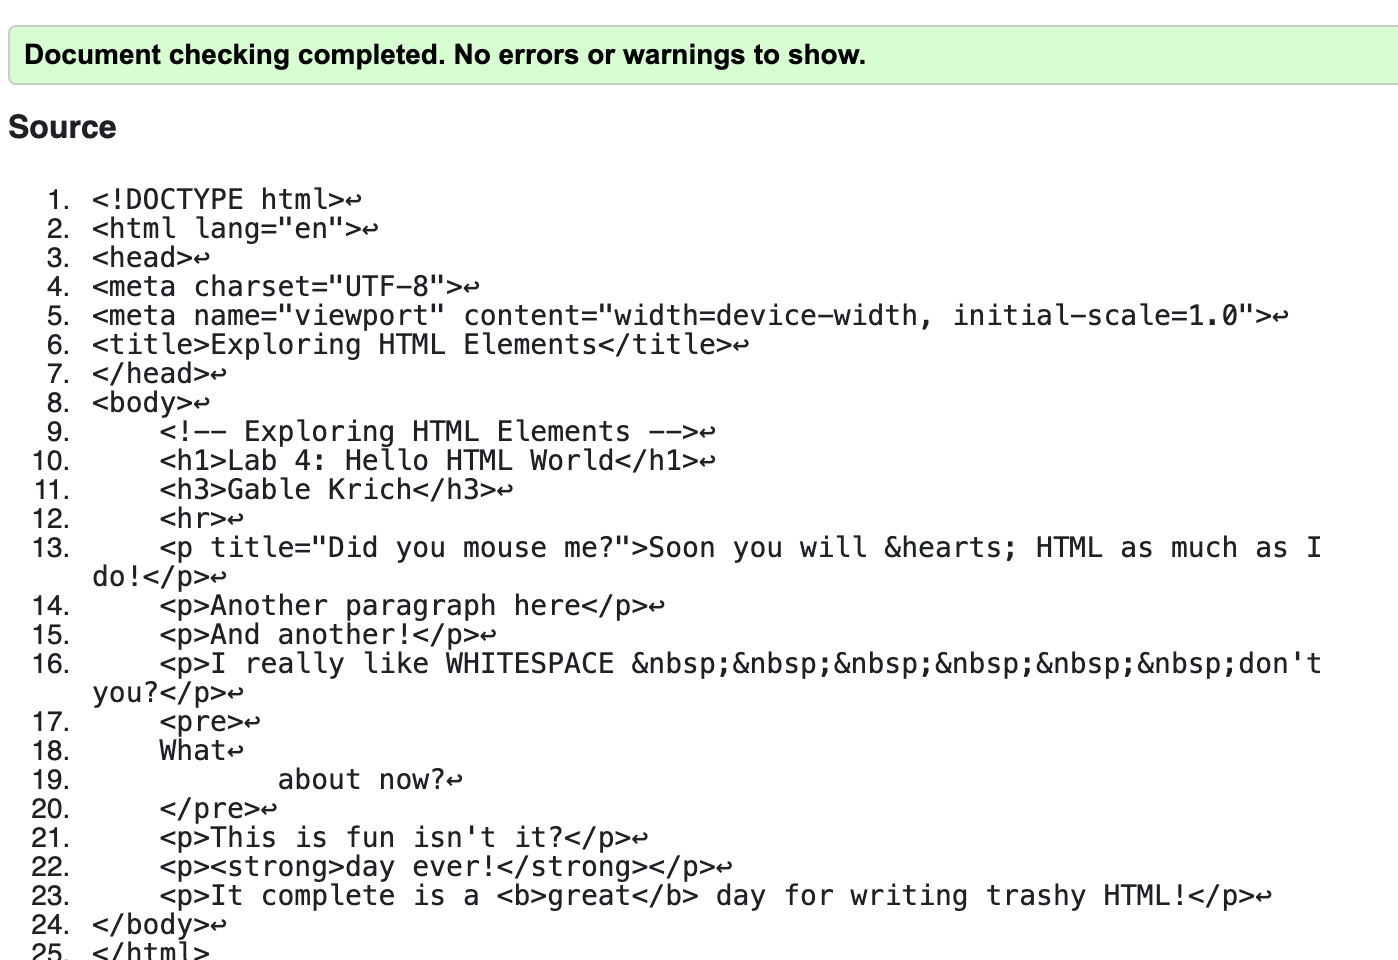 Document checking completed. No errors or warnings to show.
Source
1. <!DOCTYPE html>↩
2. <html lang="en">↩
3. <head>↩
4. <meta charset="UTF-8">↩
5. <meta name="viewport" content="width=device-width, initial-scale=1.0">↩
6. <title>Exploring HTML Elements</title>↩
7. </head>↩
8. <body>↩
9.     <!-- Exploring HTML Elements -->↩
10.     <h1>Lab 4: Hello HTML World</h1>↩
11.     <h3>Gable Krich</h3>↩
12.     <hr>↩
13.     <p title="Did you mouse me?">Soon you will &hearts; HTML as much as I
do!</p>↩
14.     <p>Another paragraph here</p>↩
15.     <p>And another!</p>↩
16.     <p>I really like WHITESPACE &nbsp;&nbsp;&nbsp;&nbsp;&nbsp;&nbsp;don't
you?</p>↩
17.     <pre>↩
18.     What↩
19.            about now?↩
20.     </pre>↩
21.     <p>This is fun isn't it?</p>↩
22.     <p><strong>day ever!</strong></p>↩
23.     <p>It complete is a <b>great</b> day for writing trashy HTML!</p>↩
24. </body>↩
25. </html>